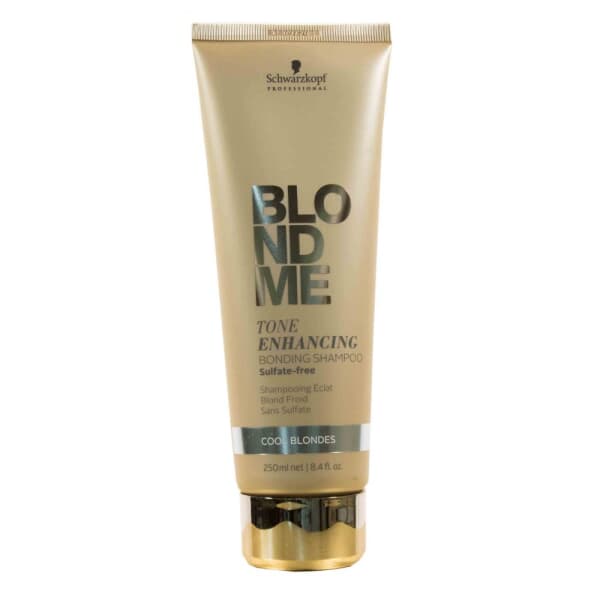 Schwarzkopf
PROFESSIONAL
BLO
ND
ME
TONE
ENHANCING
BONDING SHAMPOO
Sulfate-free
Shampooing Eclat
Blond Froid
Sans Sulfate
COOL BLONDES
250ml net | 8.4 fl. oz.